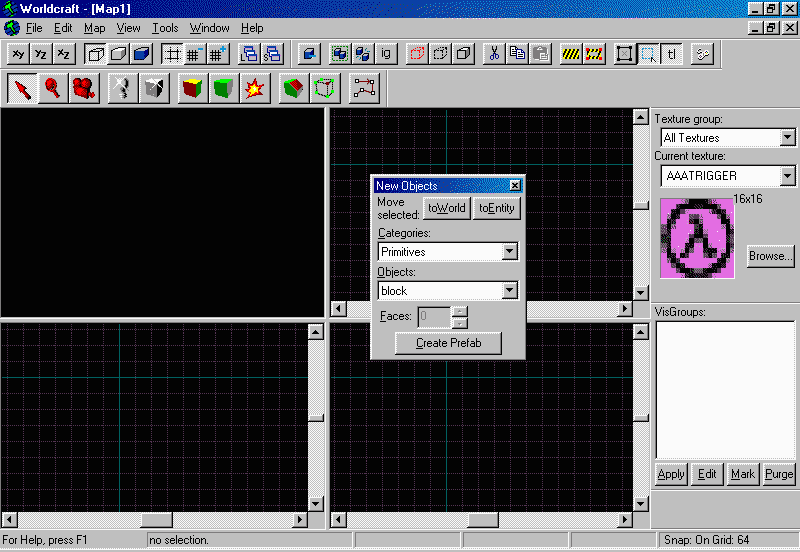 Worldcraft - [Map1]
File Edit Map View Tools Window Help
xy yz xz ig tl
Texture group:
All Textures
Current texture:
AAATRIGGER
16x16
Browse...
New Objects
Move selected: toWorld toEntity
Categories:
Primitives
Objects:
block
Faces: 0
Create Prefab
VisGroups:
Apply Edit Mark Purge
For Help, press F1 no selection. Snap: On Grid: 64